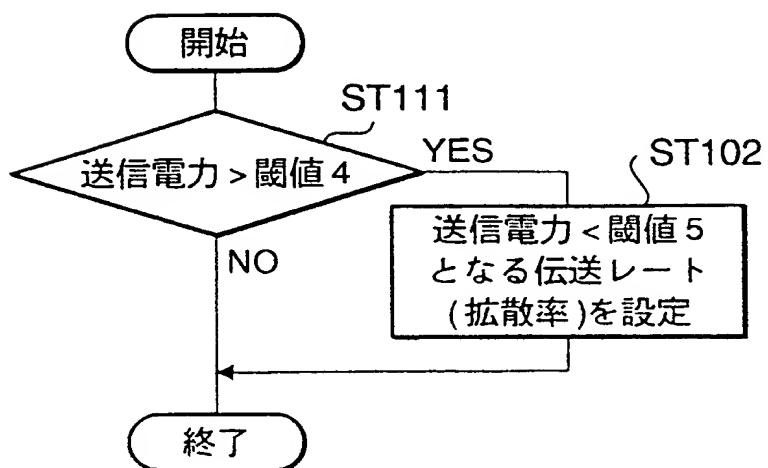 開始
ST111
送信電力>閾値4
YES
ST102
送信電力<閾値5
となる伝送レート
(拡散率)を設定
NO
終了